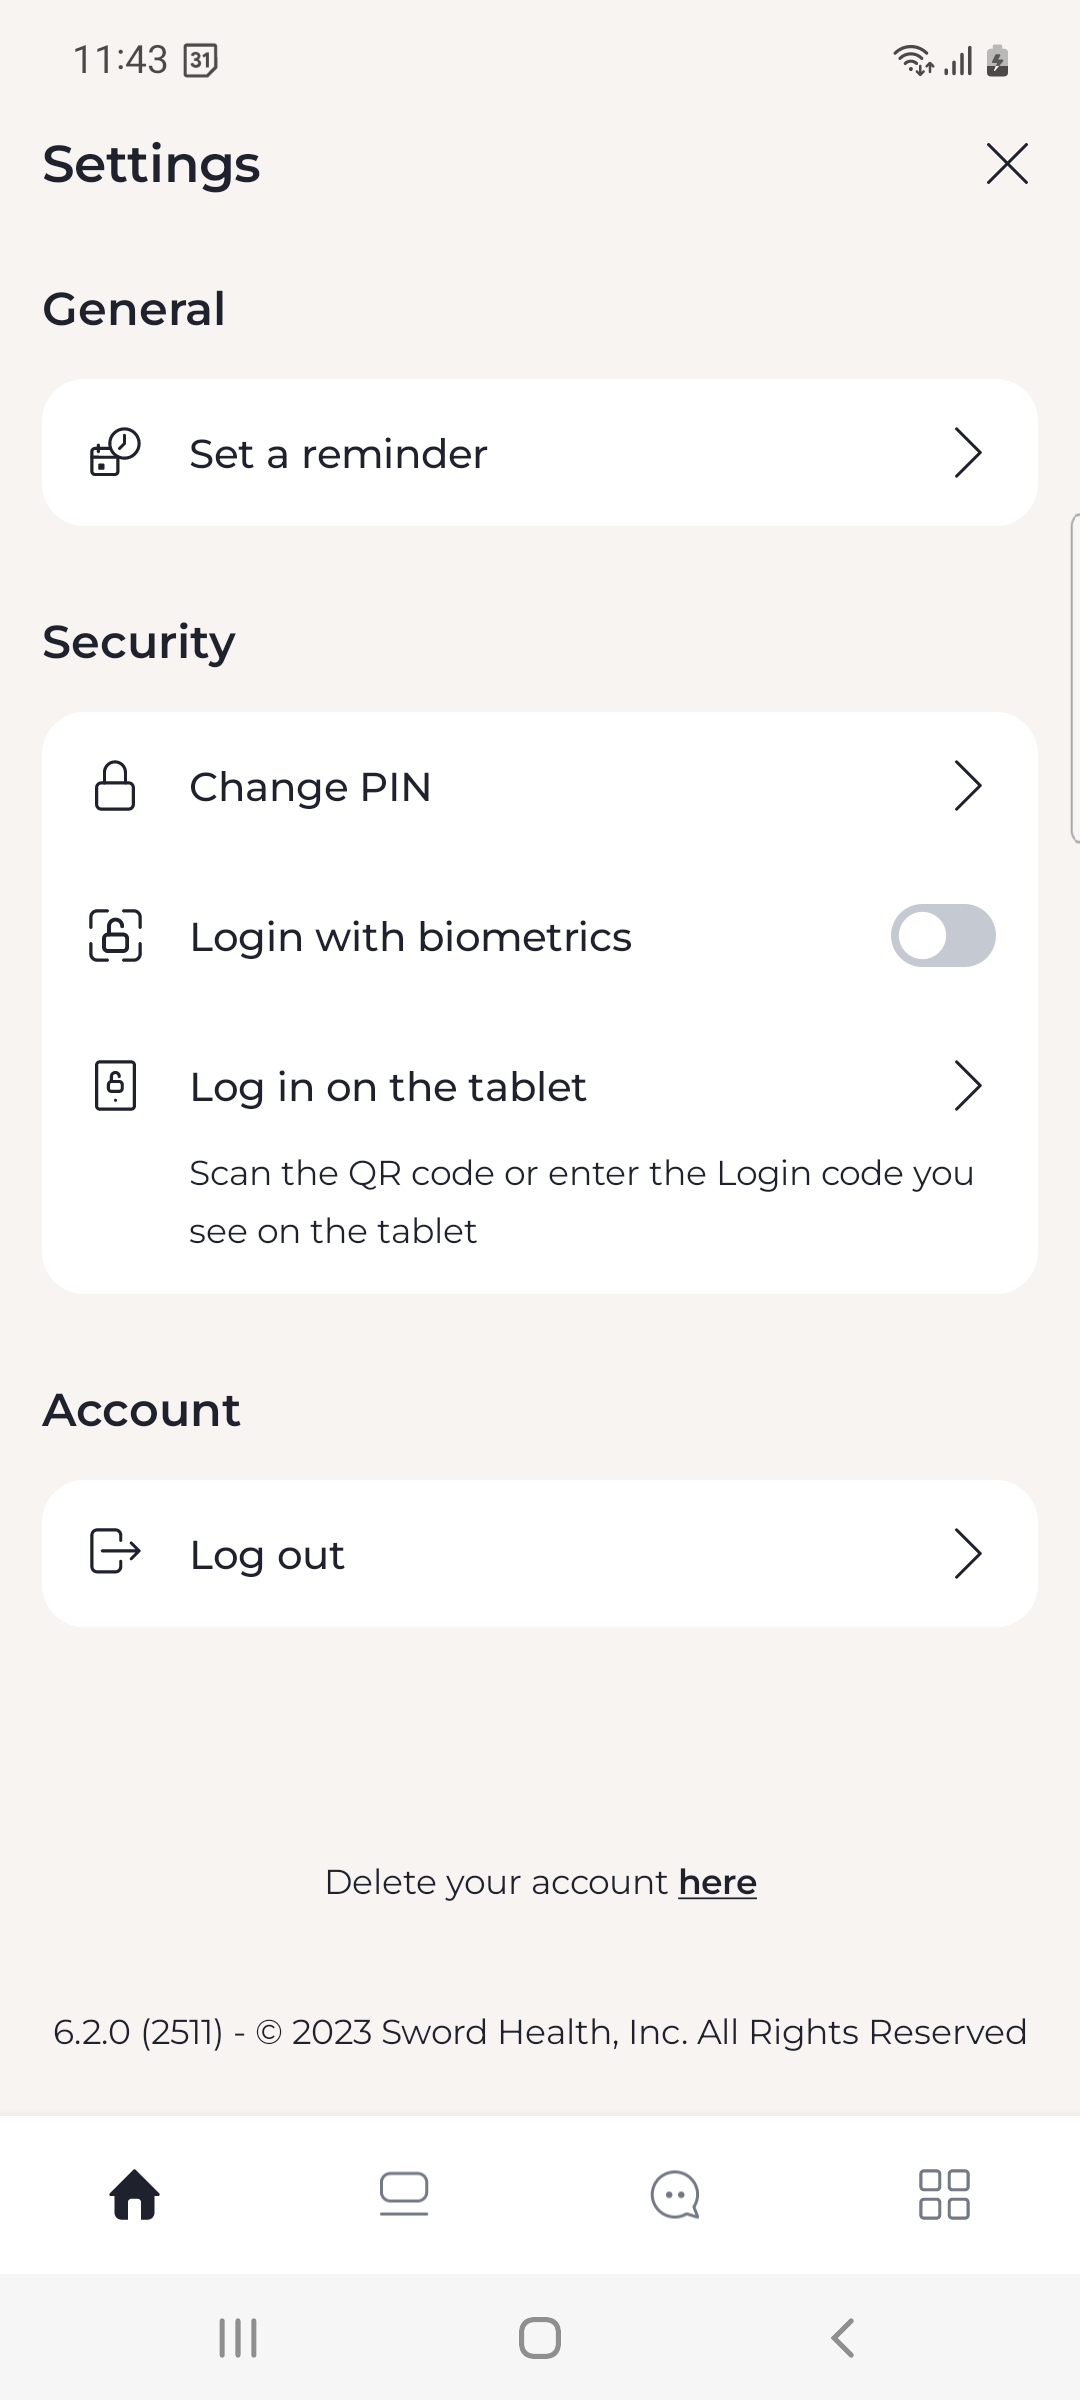 11:43 31
Settings
General
Set a reminder
Security
Change PIN
Login with biometrics
Log in on the tablet
Scan the QR code or enter the Login code you
see on the tablet
Account
Log out
Delete your account here
6.2.0 (2511) - © 2023 Sword Health, Inc. All Rights Reserved